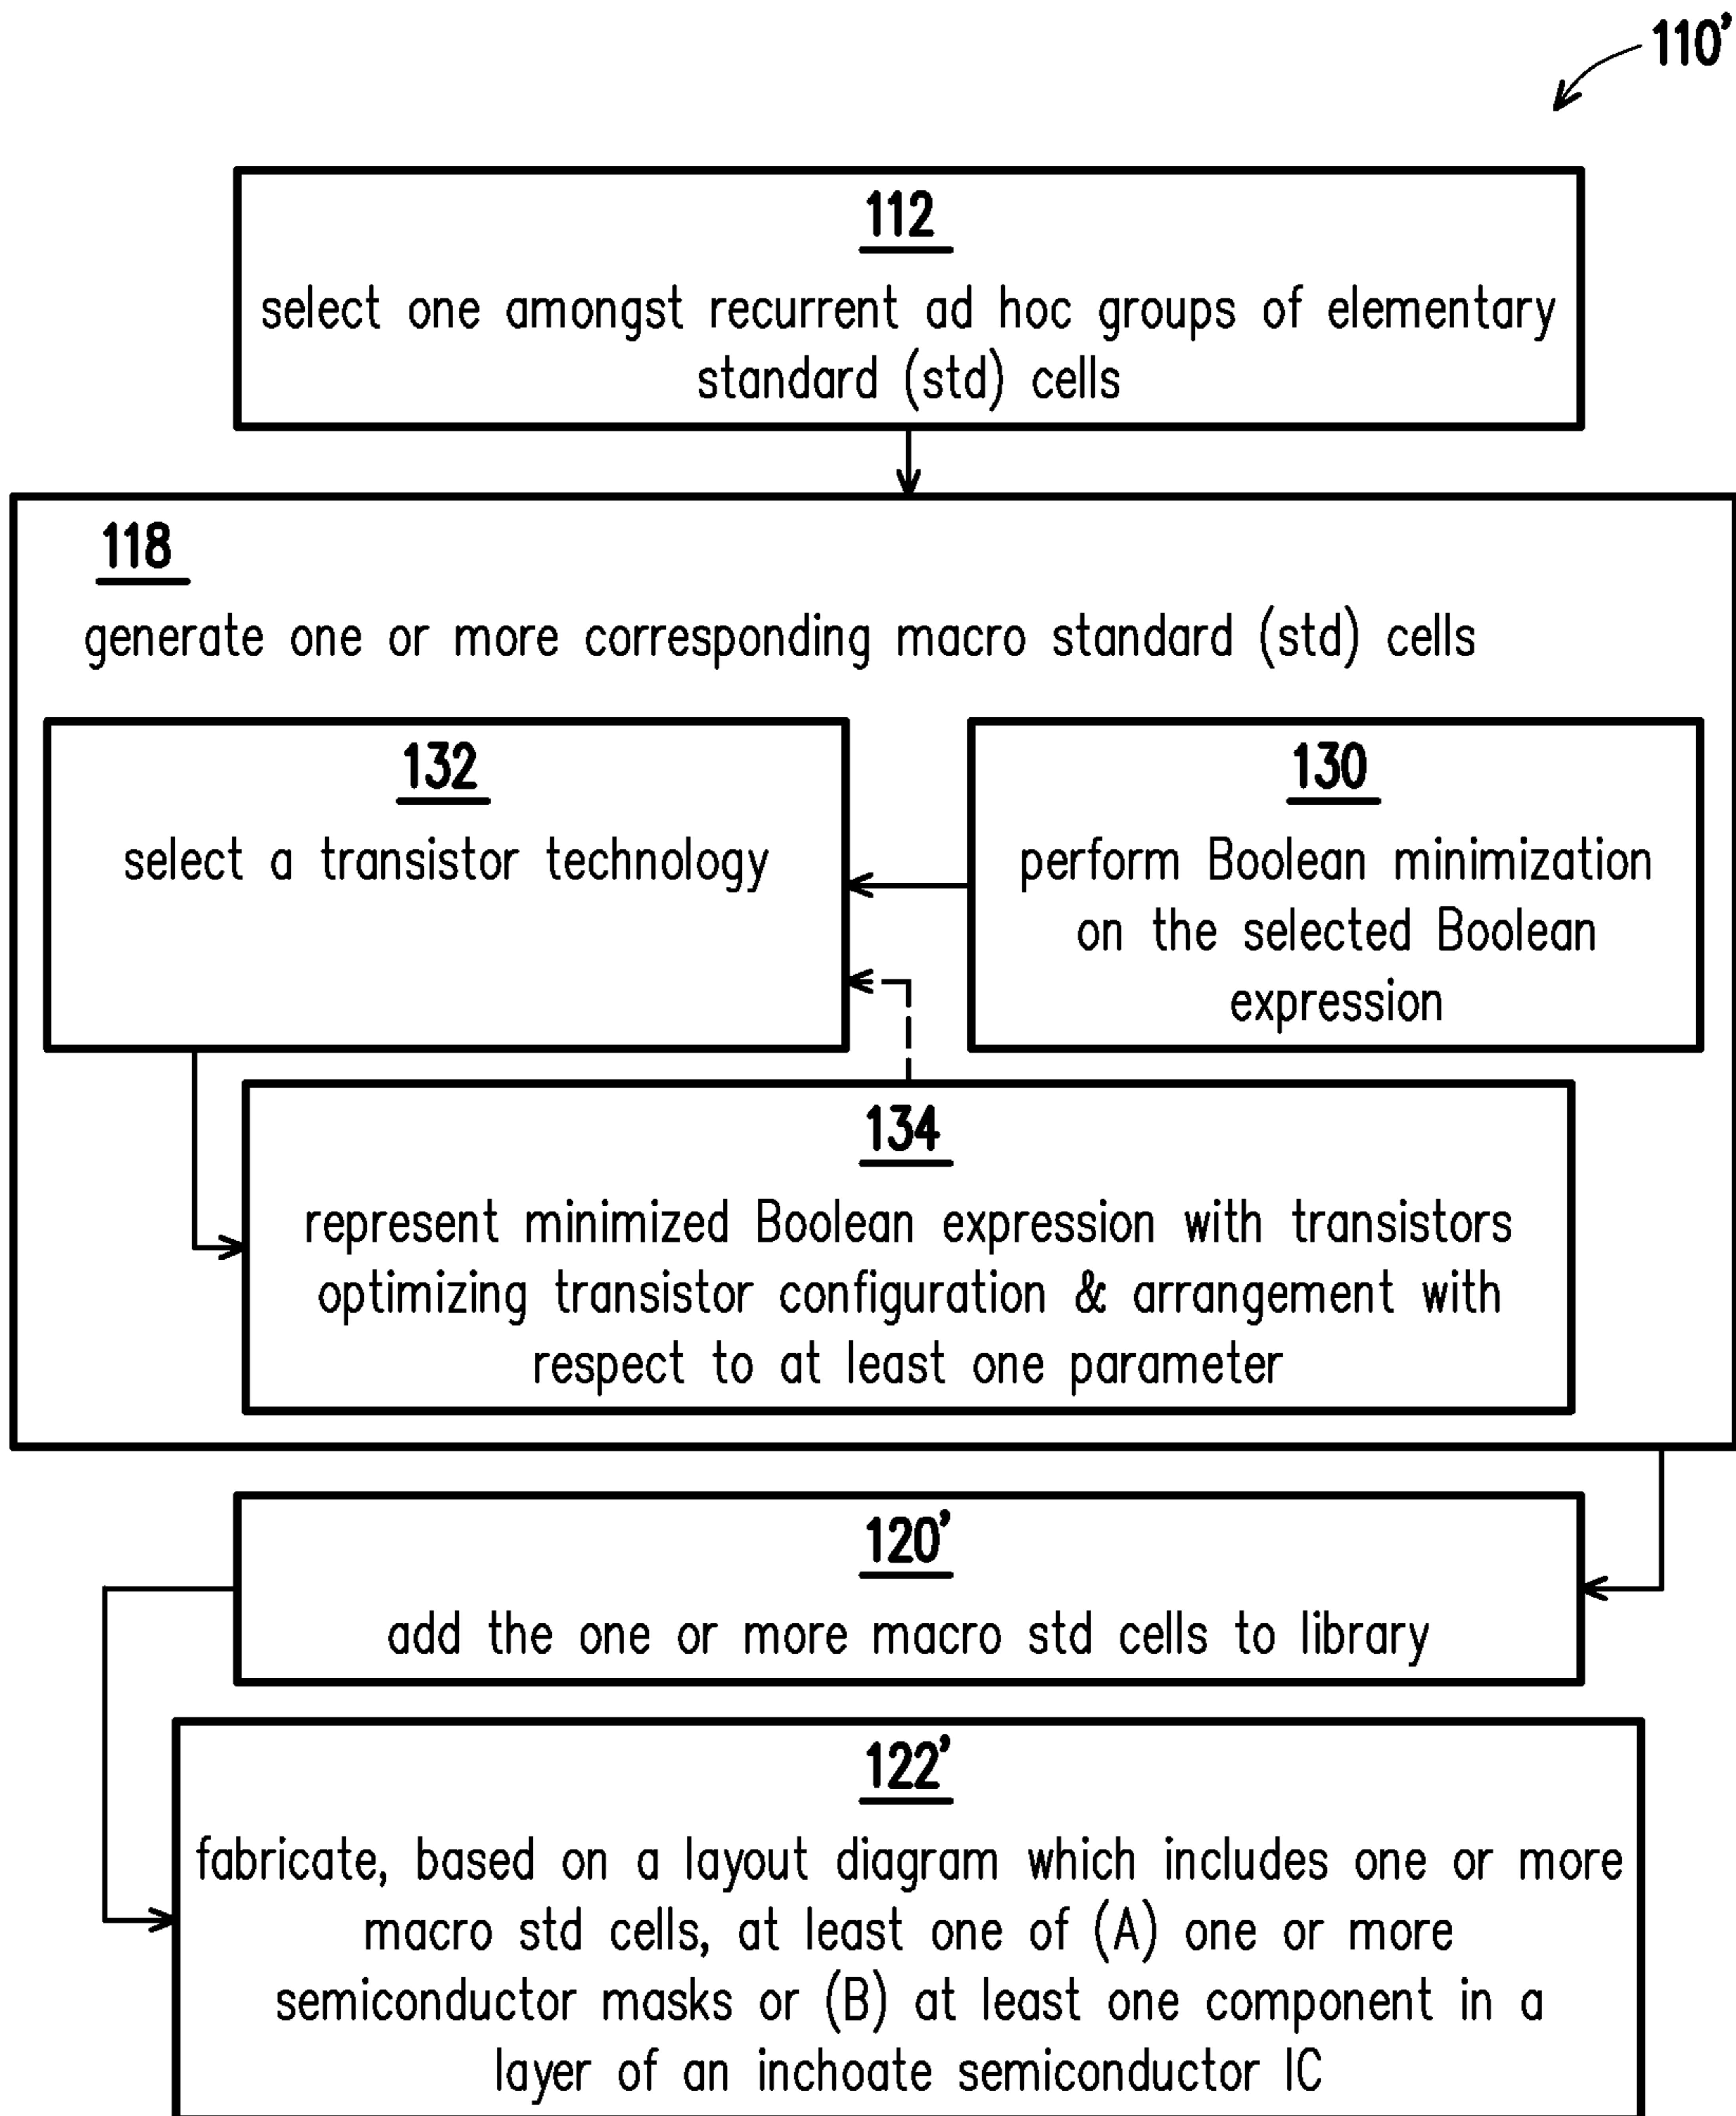 110'
112
select one amongst recurrent ad hoc groups of elementary
standard (std) cells
118
generate one or more corresponding macro standard (std) cells
132
select a transistor technology
130
perform Boolean minimization
on the selected Boolean
expression
134
represent minimized Boolean expression with transistors
optimizing transistor configuration & arrangement with
respect to at least one parameter
120'
add the one or more macro std cells to library
122'
fabricate, based on a layout diagram which includes one or more
macro std cells, at least one of (A) one or more
semiconductor masks or (B) at least one component in a
layer of an inchoate semiconductor IC